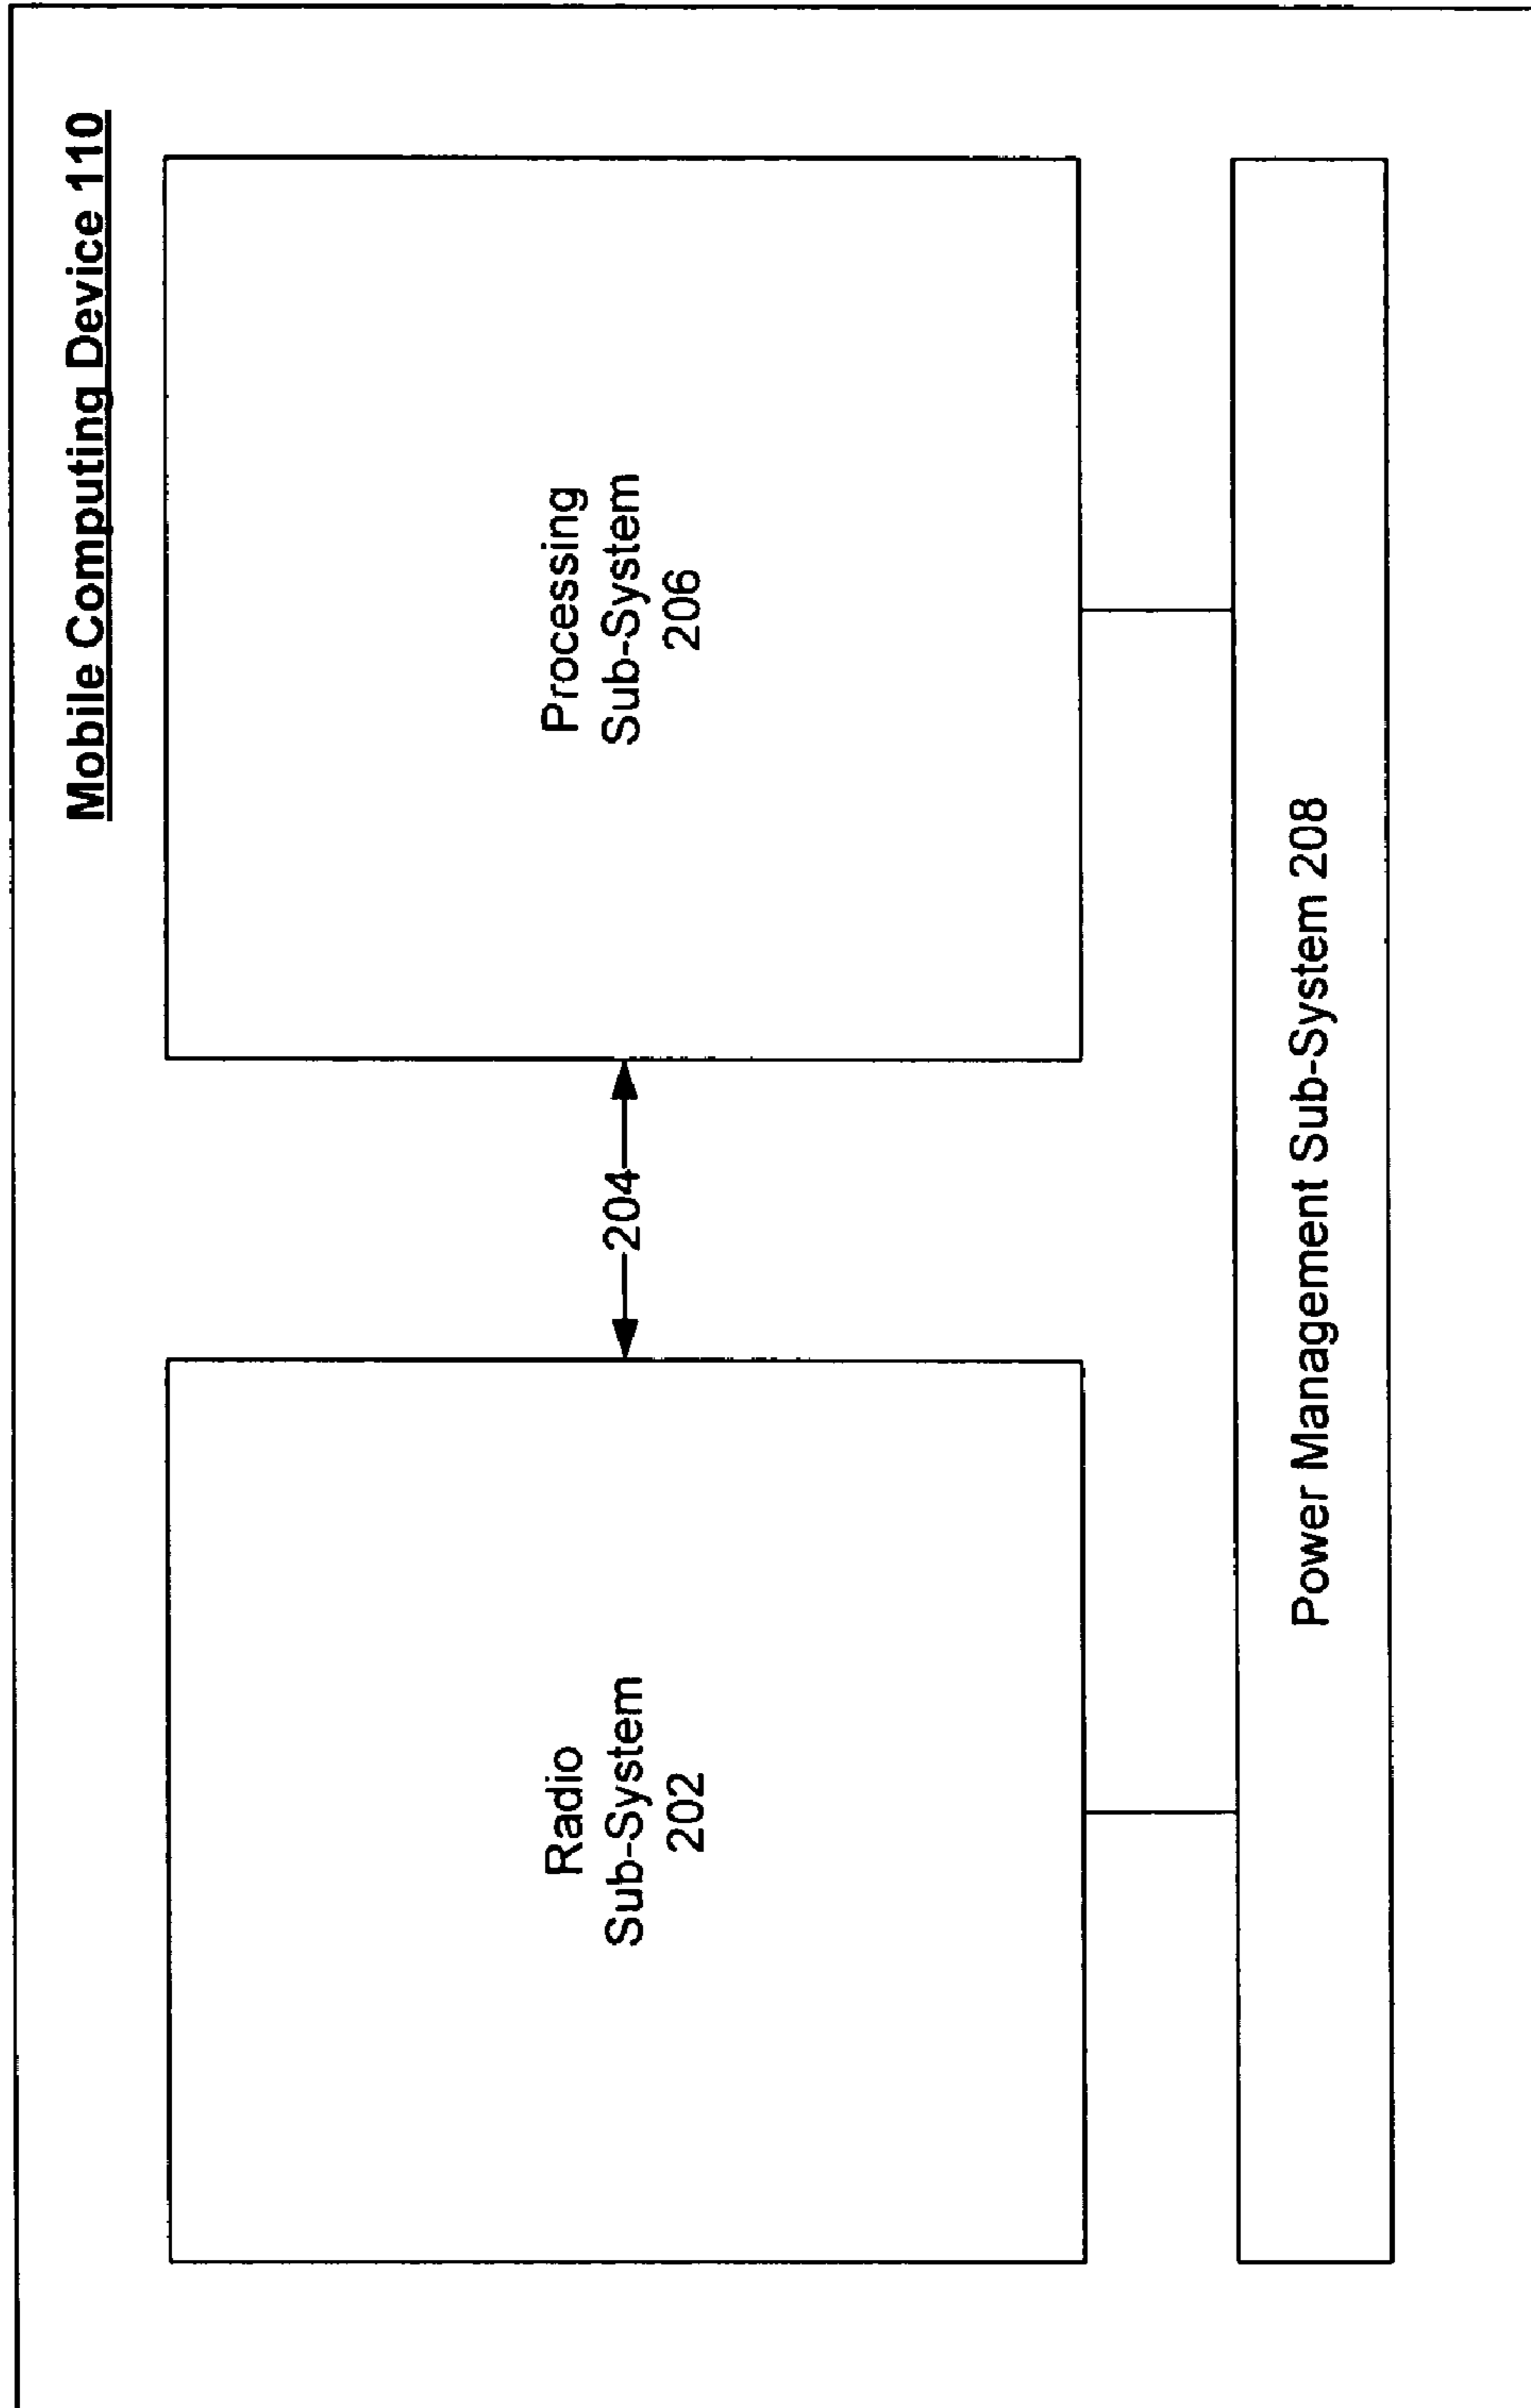 Mobile Computing Device 110
Radio
Sub-System
202
204
Processing
Sub-System
206
Power Management Sub-System 208